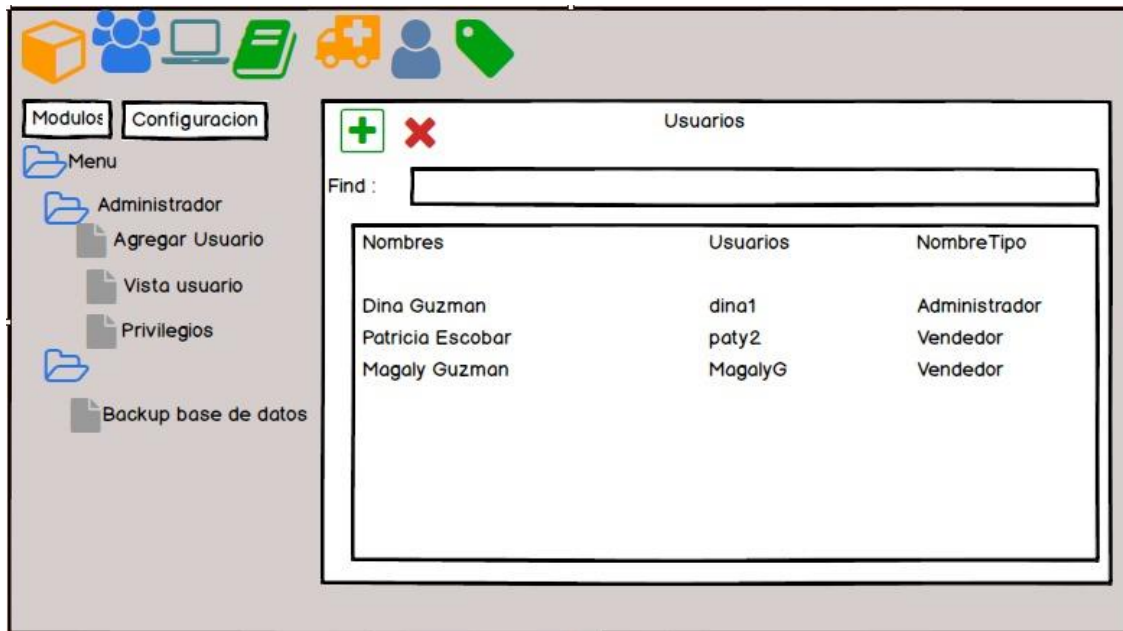 Modulos
Configuracion
Menu
Administrador
Agregar Usuario
Vista usuario
Privilegios
Backup base de datos
Usuarios
Find :
Nombres Usuarios NombreTipo
Dina Guzman dina1 Administrador
Patricia Escobar paty2 Vendedor
Magaly Guzman MagalyG Vendedor